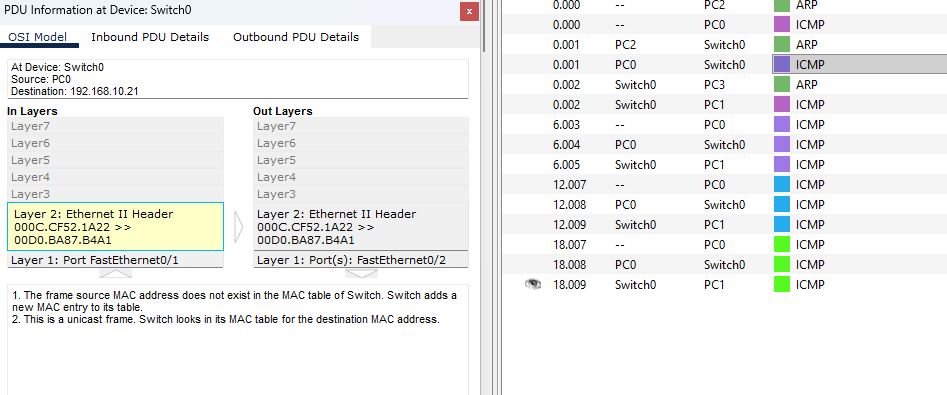 PDU Information at Device: Switch0
x
OSI Model Inbound PDU Details Outbound PDU Details
At Device: Switch0
Source: PC0
Destination: 192.168.10.21
In Layers
Layer7
Layer6
Layer5
Layer4
Layer3
Layer 2: Ethernet II Header
000C.CF52.1A22 >>
00D0.BA87.B4A1
Layer 1: Port FastEthernet0/1
Out Layers
Layer7
Layer6
Layer5
Layer4
Layer3
Layer 2: Ethernet II Header
000C.CF52.1A22 >>
00D0.BA87.B4A1
Layer 1: Port(s): FastEthernet0/2
1. The frame source MAC address does not exist in the MAC table of Switch. Switch adds a
new MAC entry to its table.
2. This is a unicast frame. Switch looks in its MAC table for the destination MAC address.
0.000 -- PC2 ARP
0.000 -- PC0 ICMP
0.001 PC2 Switch0 ARP
0.001 PC0 Switch0 ICMP
0.002 Switch0 PC3 ARP
0.002 Switch0 PC1 ICMP
6.003 -- PC0 ICMP
6.004 PC0 Switch0 ICMP
6.005 Switch0 PC1 ICMP
12.007 -- PC0 ICMP
12.008 PC0 Switch0 ICMP
12.009 Switch0 PC1 ICMP
18.007 -- PC0 ICMP
18.008 PC0 Switch0 ICMP
18.009 Switch0 PC1 ICMP